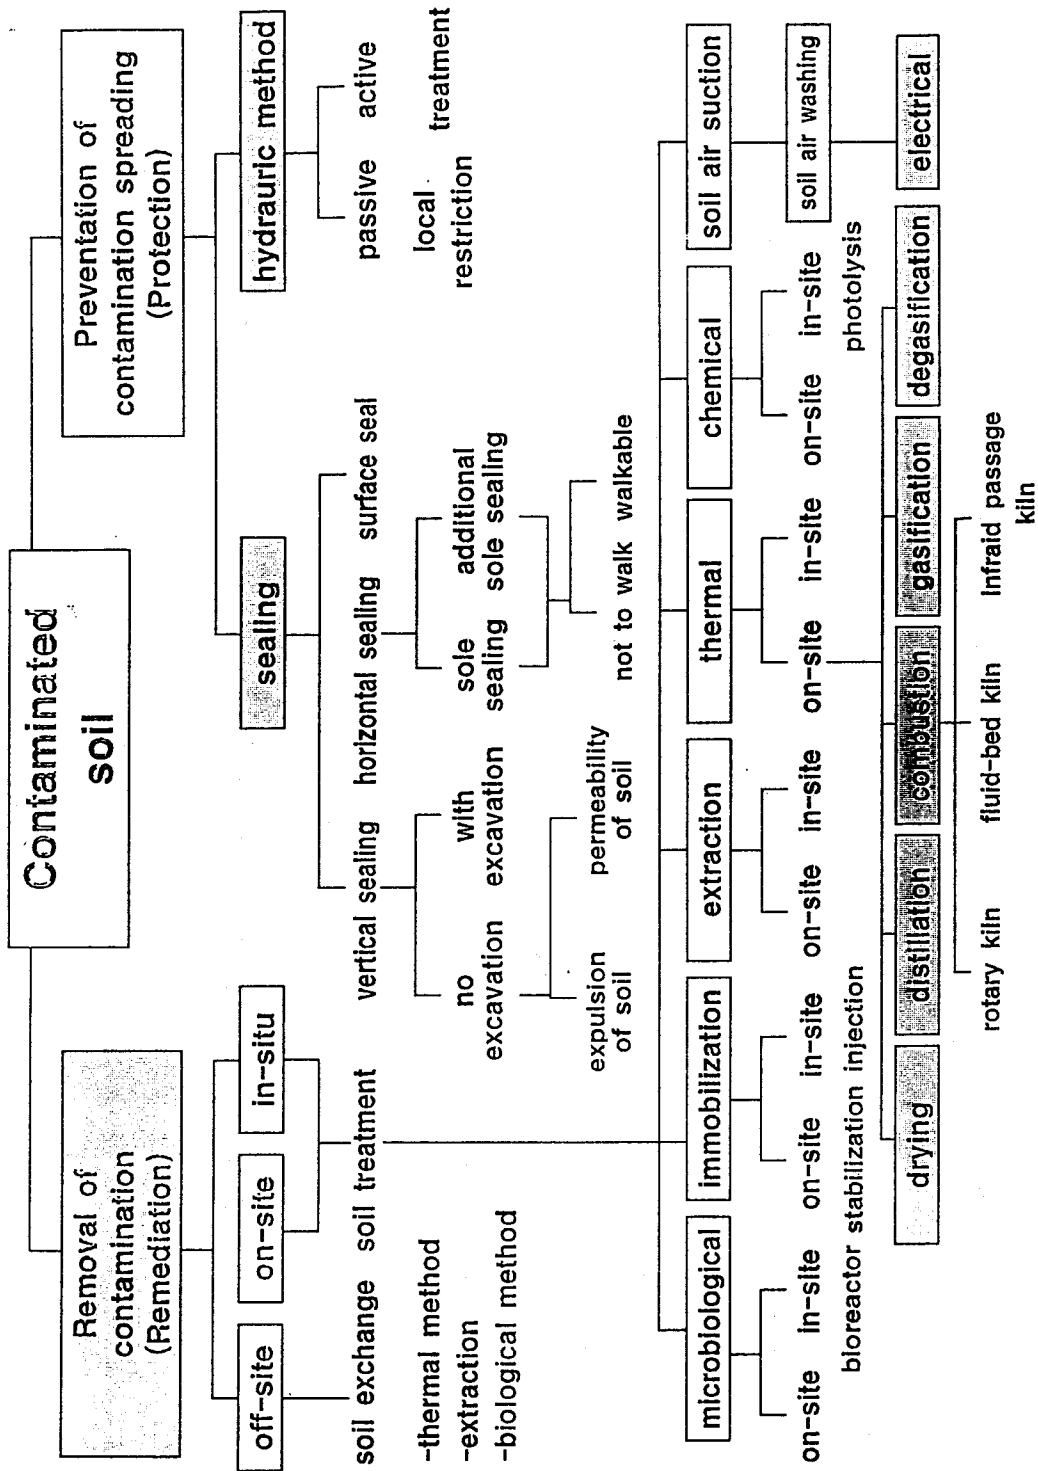 Contaminated
soil
Removal of
contamination
(Remediation)
Preventation of
contamination spreading
(Protection)
off-site
on-site
in-situ
sealing
hydrauric method
soil exchange
soil treatment
vertical sealing
horizontal sealing
surface seal
passive
active
-thermal method
-extraction
-biological method
no
excavation
with
excavation
sole
sealing
additional
sole sealing
local
restriction
treatment
expulsion
of soil
permeability
of soil
not to walk
walkable
microbiological
immobilization
extraction
thermal
chemical
soil air suction
on-site
in-site
on-site
in-site
on-site
in-site
on-site
in-site
on-site
in-site
soil air washing
bioreactor
stabilization
injection
photolysis
drying
distillation
combustion
gasification
degasification
electrical
rotary kiln
fluid-bed kiln
Infraid passage
kiln